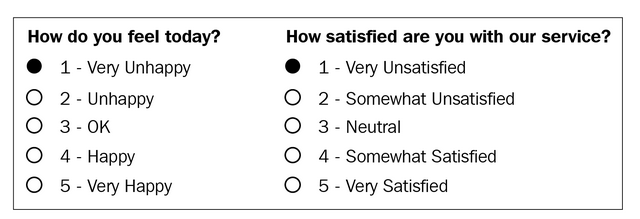 How do you feel today?
1 - Very Unhappy
2 - Unhappy
3 - OK
4 - Happy
5 - Very Happy
How satisfied are you with our service?
1 - Very Unsatisfied
2 - Somewhat Unsatisfied
3 - Neutral
4 - Somewhat Satisfied
5 - Very Satisfied